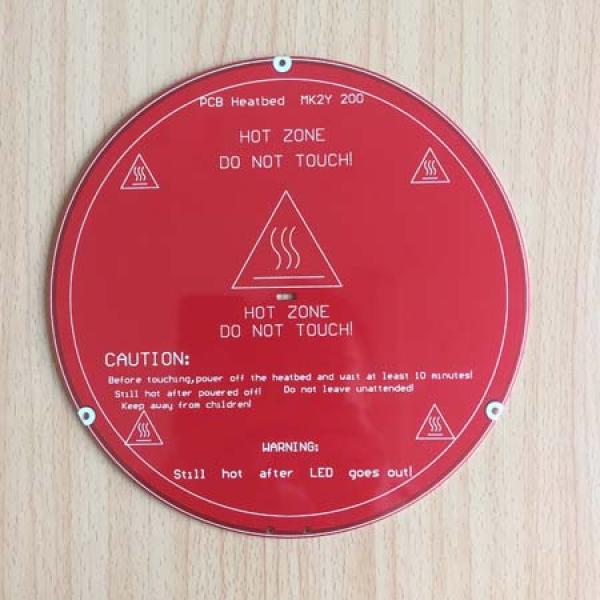 PCB Heatbed MK2Y 200
HOT ZONE
DO NOT TOUCH!
HOT ZONE
DO NOT TOUCH!
CAUTION:
Before touching,power off the heatbed and wait at least 10 minutes!
Still hot after powered off! Do not leave unattended!
Keep away from children!
WARNING:
Still hot after LED goes out!